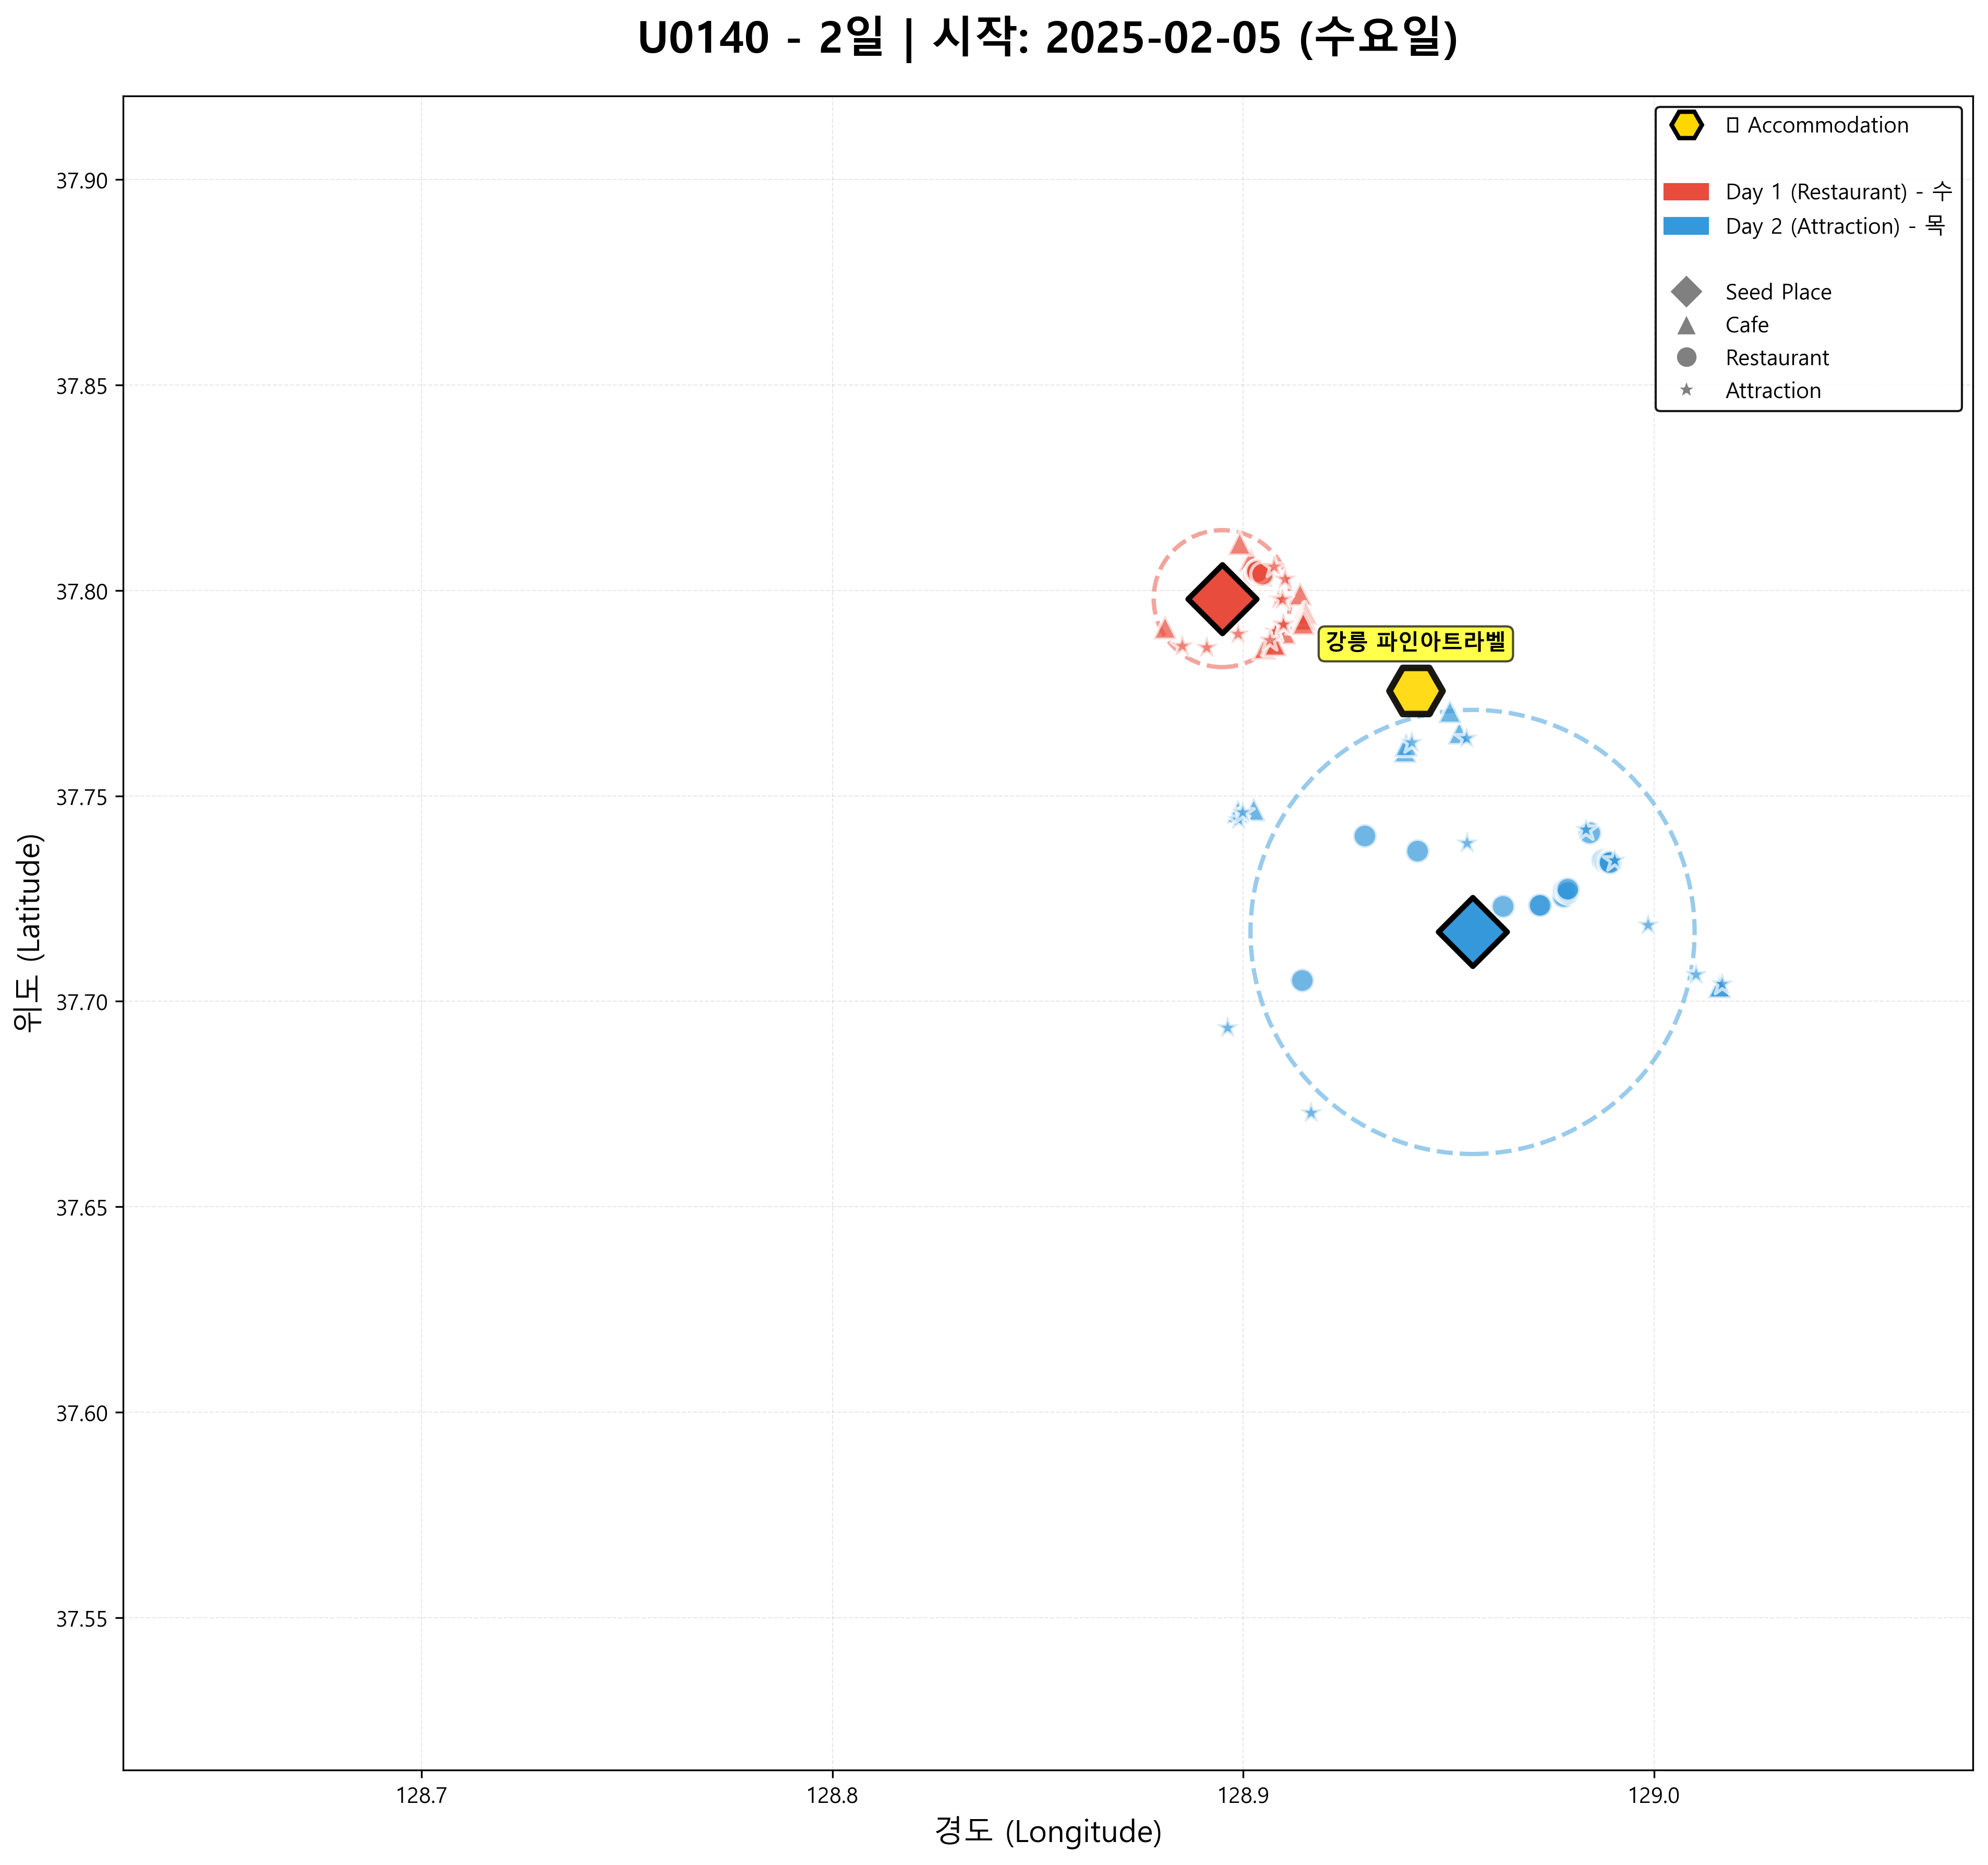 U0140 - 2일 | 시작: 2025-02-05 (수요일)
Accommodation
Day 1 (Restaurant) - 수
Day 2 (Attraction) - 목
Seed Place
Cafe
Restaurant
Attraction
강릉 파인아트라벨
위도 (Latitude)
37.90
37.85
37.80
37.75
37.70
37.65
37.60
37.55
128.7
128.8
128.9
129.0
경도 (Longitude)